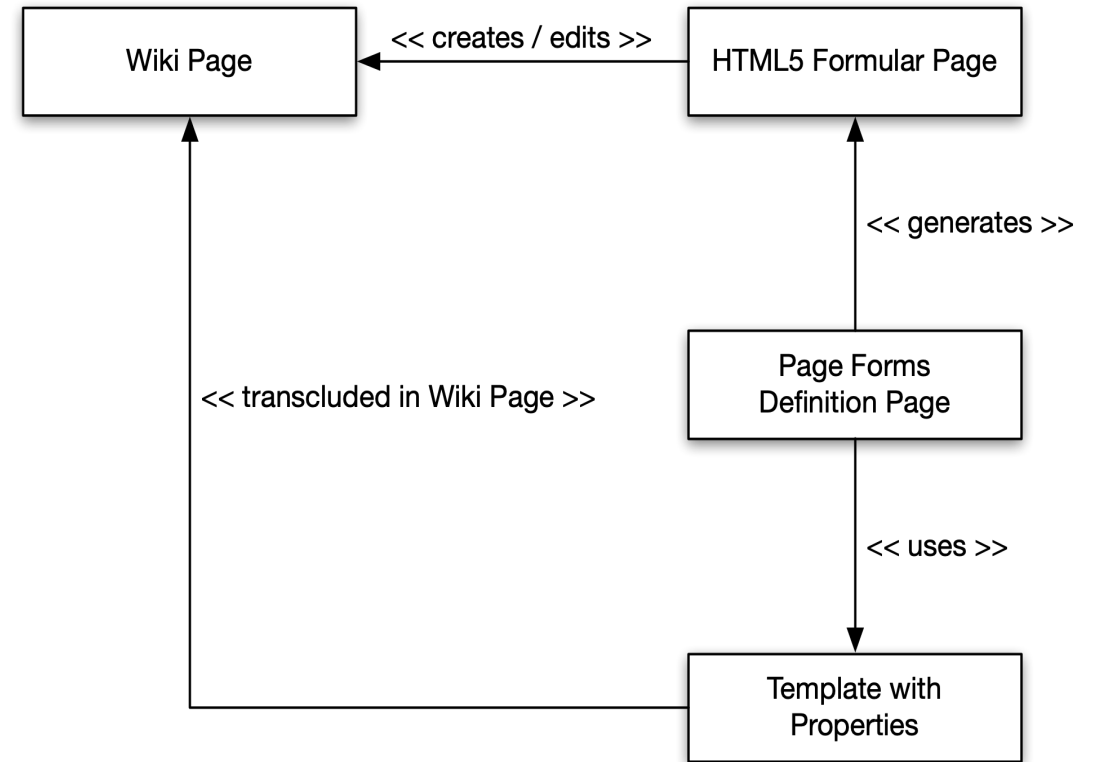 Wiki Page
<< creates / edits >>
HTML5 Formular Page
<< generates >>
Page Forms
Definition Page
<< transcluded in Wiki Page >>
<< uses >>
Template with
Properties